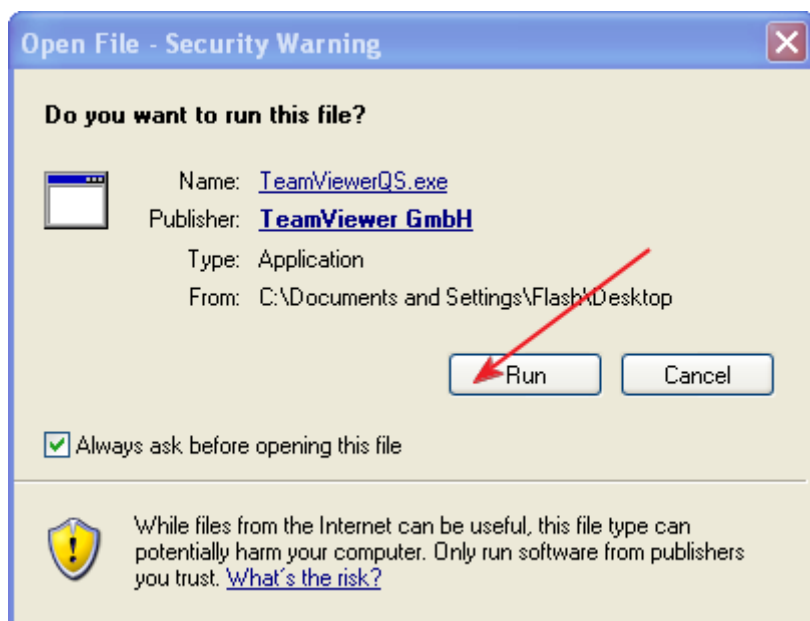 Open File - Security Warning
Do you want to run this file?
Name: TeamViewerQS.exe
Publisher: TeamViewer GmbH
Type: Application
From: C:\Documents and Settings\Flash\Desktop
Run Cancel
Always ask before opening this file
While files from the Internet can be useful, this file type can
potentially harm your computer. Only run software from publishers
you trust. What's the risk?